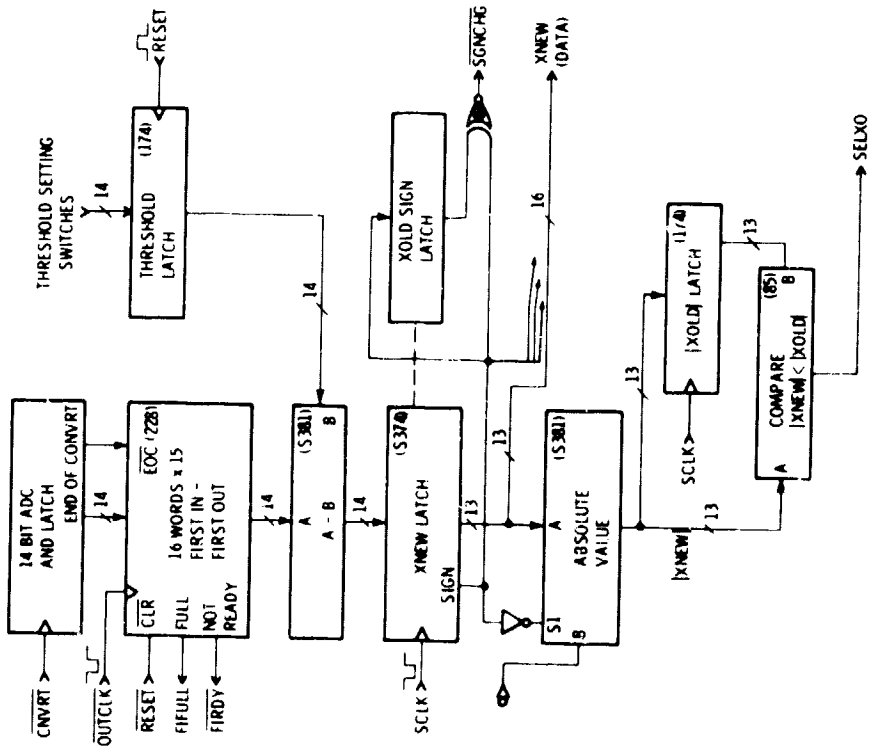 THRESHOLD SETTING
SWITCHES
14
RESET
(174)
THRESHOLD
LATCH
14
CNVRT
14 BIT ADC
AND LATCH
END OF CONVRT
14
OUTCLK
EOC (228)
CLR
16 WORDS x 15
FIRST IN -
FIRST OUT
FULL
NOT
READY
RESET
FIFULL
FIRDY
14
(S381)
A
B
A - B
14
SCLK
(S374)
XNEW LATCH
SIGN
13
XOLD SIGN
LATCH
SGNCHG
XNEW
(DATA)
16
13
(S381)
A
ABSOLUTE
VALUE
S1
B
|XNEW|
13
13
SCLK
(174)
|XOLD| LATCH
13
(85)
B
COMPARE
|XNEW| < |XOLD|
A
SELXO